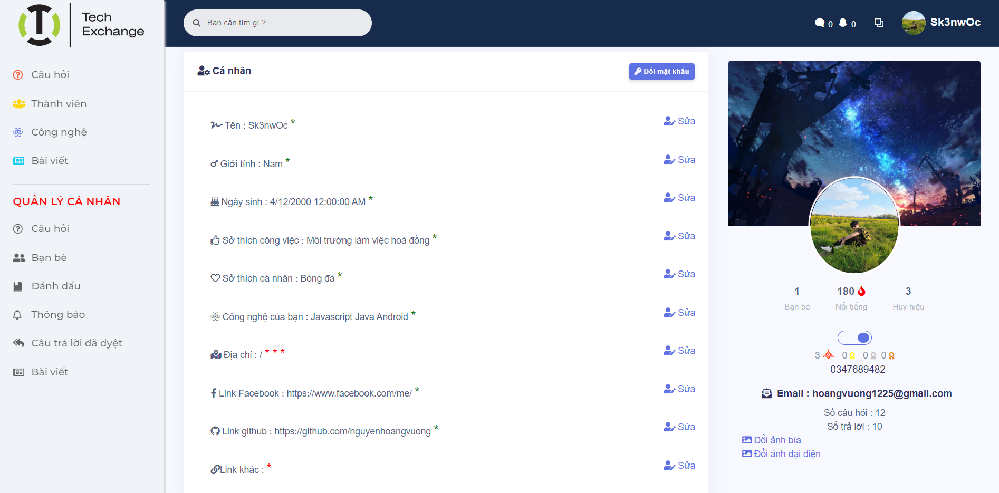 Tech
Exchange
Bạn cần tìm gì ?
0 0
Sk3nwOc
Câu hỏi
Thành viên
Công nghệ
Bài viết
QUẢN LÝ CÁ NHÂN
Câu hỏi
Bạn bè
Đánh dấu
Thông báo
Câu trả lời đã dyệt
Bài viết
Cá nhân
Đổi mật khẩu
Tên : Sk3nwOc *
Sửa
Giới tính : Nam *
Sửa
Ngày sinh : 4/12/2000 12:00:00 AM *
Sửa
Sở thích công việc : Môi trường làm việc hoà đồng *
Sửa
Sở thích cá nhân : Bóng đá *
Sửa
Công nghệ của bạn : Javascript Java Android *
Sửa
Địa chỉ : / * * *
Sửa
Link Facebook : https://www.facebook.com/me/ *
Sửa
Link github : https://github.com/nguyenhoangvuong *
Sửa
Link khác : *
Sửa
1 180 3
Bạn bè Nổi tiếng Huy hiệu
3 0 0 0
0347689482
Email : hoangvuong1225@gmail.com
Số câu hỏi : 12
Số trả lời : 10
Đổi ảnh bìa
Đổi ảnh đại diện